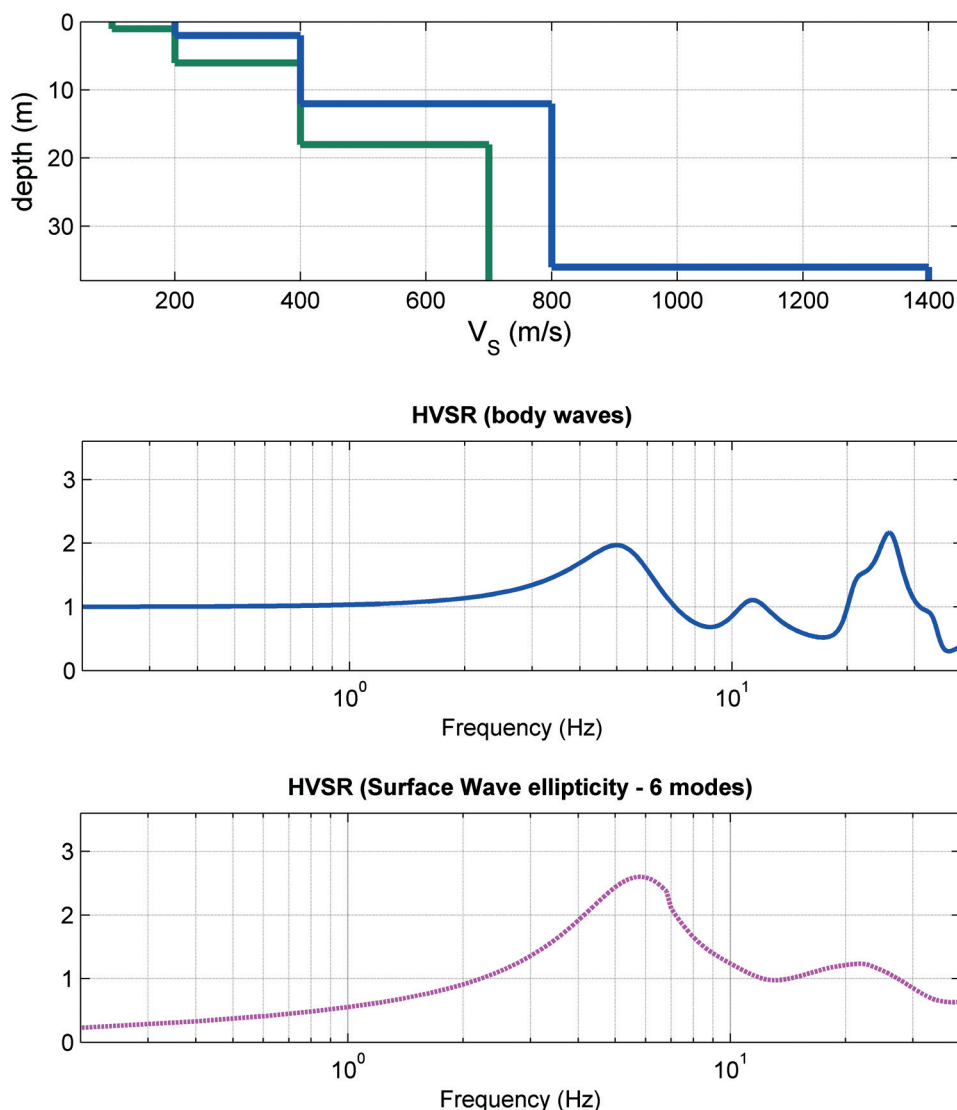 0
10
20
30
depth (m)
200 400 600 800 1000 1200 1400
V_S (m/s)
HVSR (body waves)
3
2
1
0
10^0 10^1
Frequency (Hz)
HVSR (Surface Wave ellipticity - 6 modes)
3
2
1
0
10^0 10^1
Frequency (Hz)